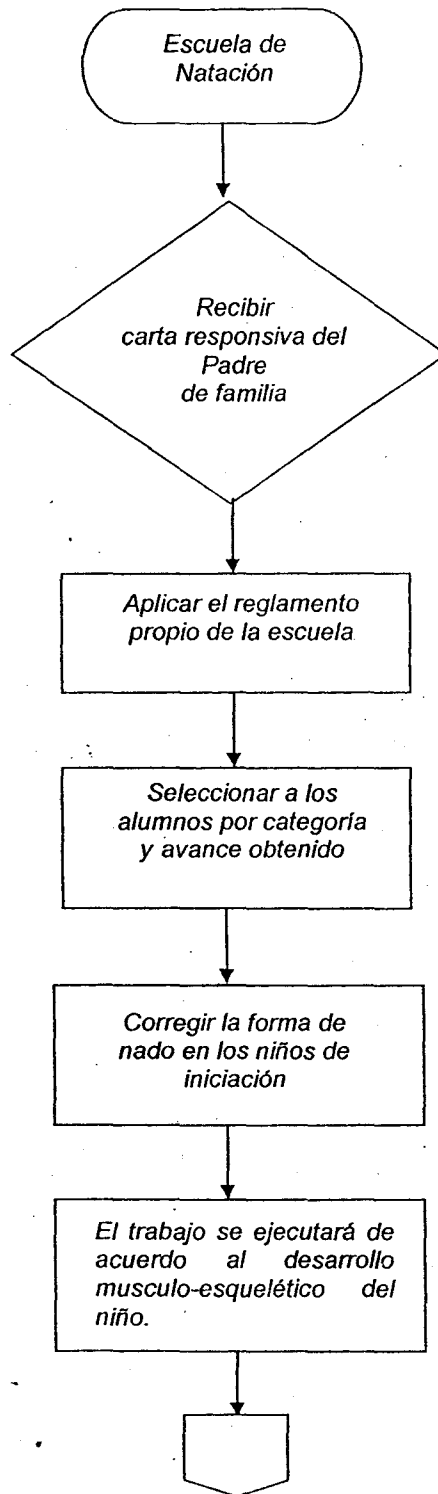 Escuela de
Natación
Recibir
carta responsiva del
Padre
de familia
Aplicar el reglamento
propio de la escuela
Seleccionar a los
alumnos por categoría
y avance obtenido
Corregir la forma de
nado en los niños de
iniciación
El trabajo se ejecutará de
acuerdo al desarrollo
musculo-esquelético del
niño.